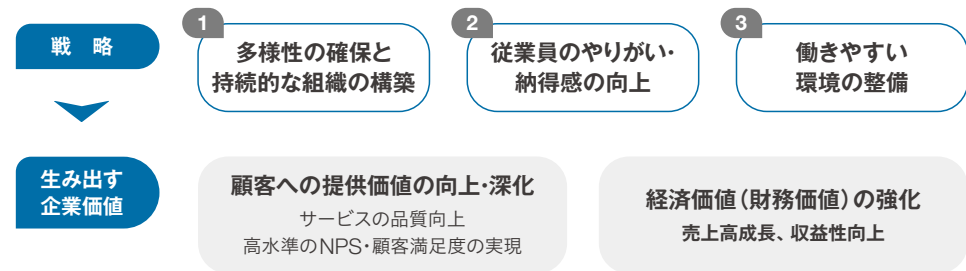 戦 略
1
多様性の確保と
持続的な組織の構築
2
従業員のやりがい・
納得感の向上
3
働きやすい
環境の整備
生み出す
企業価値
顧客への提供価値の向上・深化
サービスの品質向上
高水準のNPS・顧客満足度の実現
経済価値（財務価値）の強化
売上高成長、収益性向上